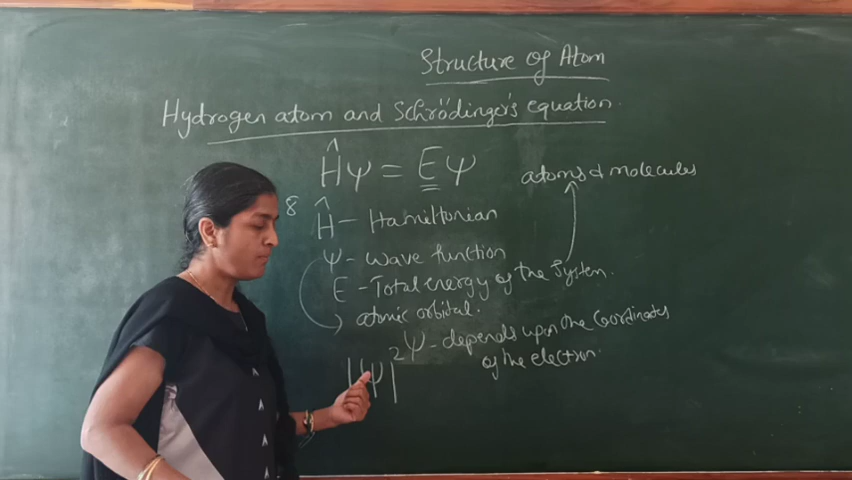 Structure of Atom
Hydrogen atom and Schrödinger's equation.
Ĥψ = Eψ
atoms & molecules
8
Ĥ - Hamiltonian
ψ - wave function
E - Total energy of the system.
atomic orbital.
ψ - depends upon the coordinates
of the electron.
|ψ|²